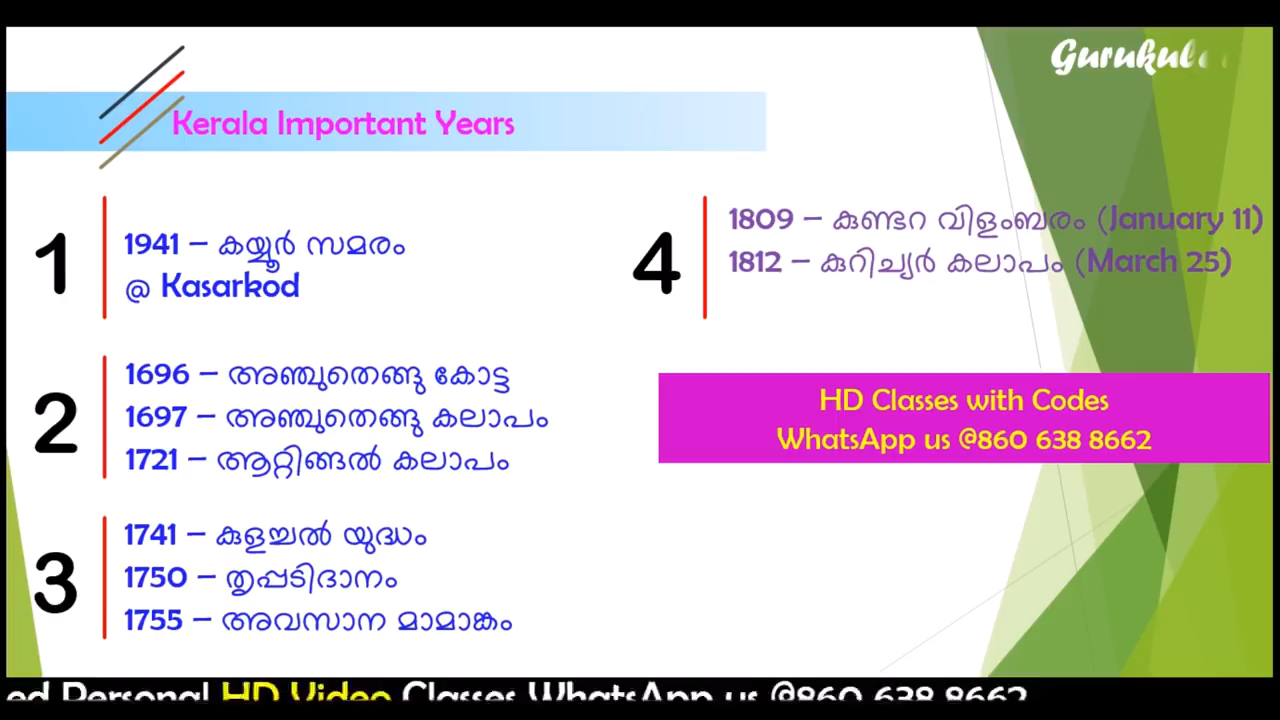 Kerala Important Years
1
1941 – കയ്യൂർ സമരം
@ Kasarkod
2
1696 – അഞ്ചുതെങ്ങു കോട്ട
1697 – അഞ്ചുതെങ്ങു കലാപം
1721 – ആറ്റിങ്ങൽ കലാപം
3
1741 – കുളച്ചൽ യുദ്ധം
1750 – തൃപ്പടിദാനം
1755 – അവസാന മാമാങ്കം
4
1809 – കുണ്ടറ വിളംബരം (January 11)
1812 – കുറിച്യർ കലാപം (March 25)
HD Classes with Codes
WhatsApp us @860 638 8662
ed Personal HD Video Classes WhatsApp us @860 638 8662